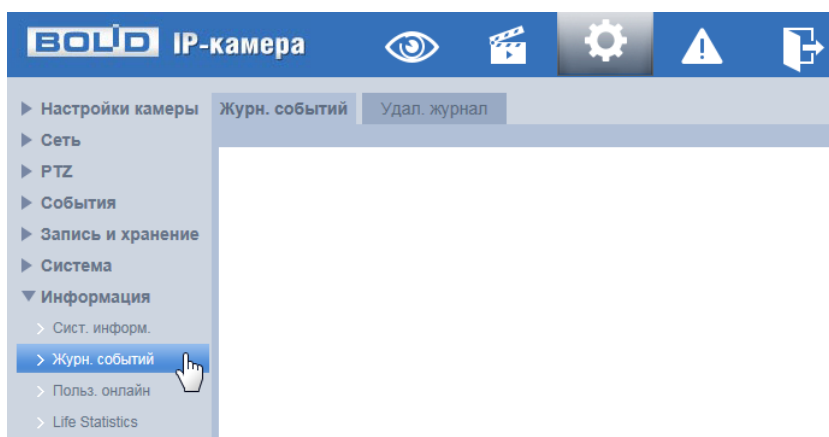 BOLID IP-камера
Настройки камеры
Сеть
PTZ
События
Запись и хранение
Система
Информация
Сист. информ.
Журн. событий
Польз. онлайн
Life Statistics
Журн. событий Удал. журнал